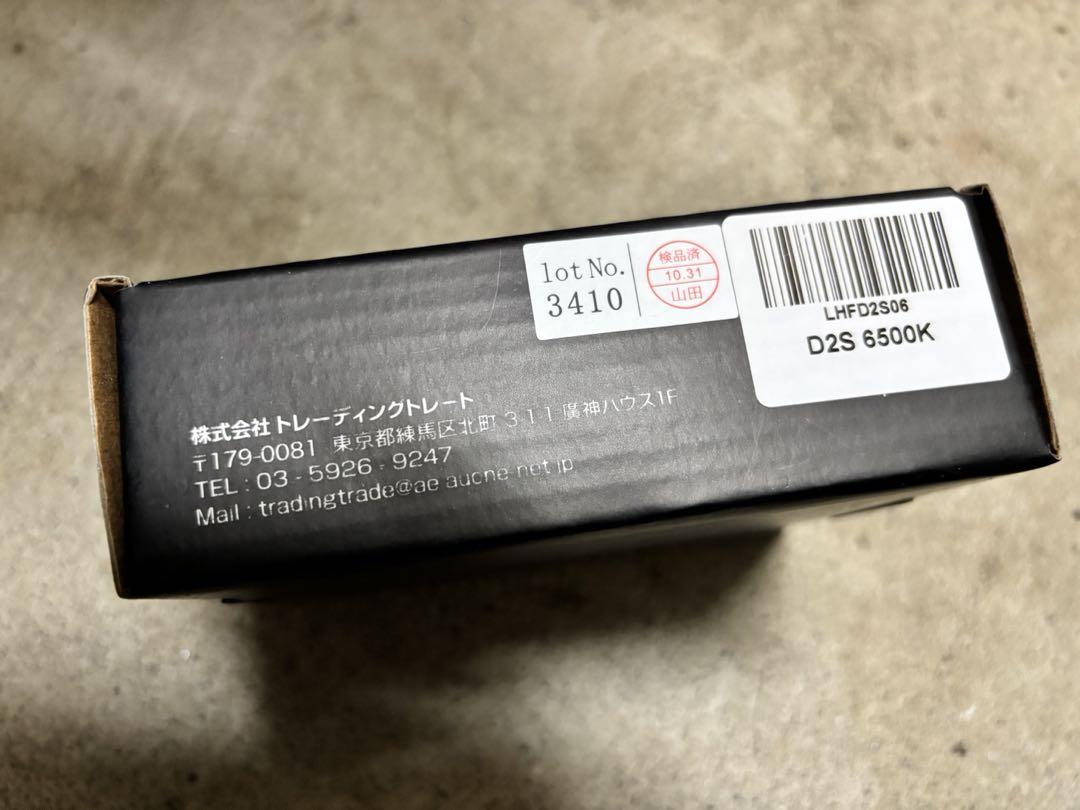 lot No.
3410
検品済
10.31
山田
LHFD2S06
D2S 6500K
株式会社トレーディングトレート
〒179-0081 東京都練馬区北町 3 1 1 廣神ハウス1F
TEL : 03 - 5926 - 9247
Mail : tradingtrade@ae aucne-net.jp